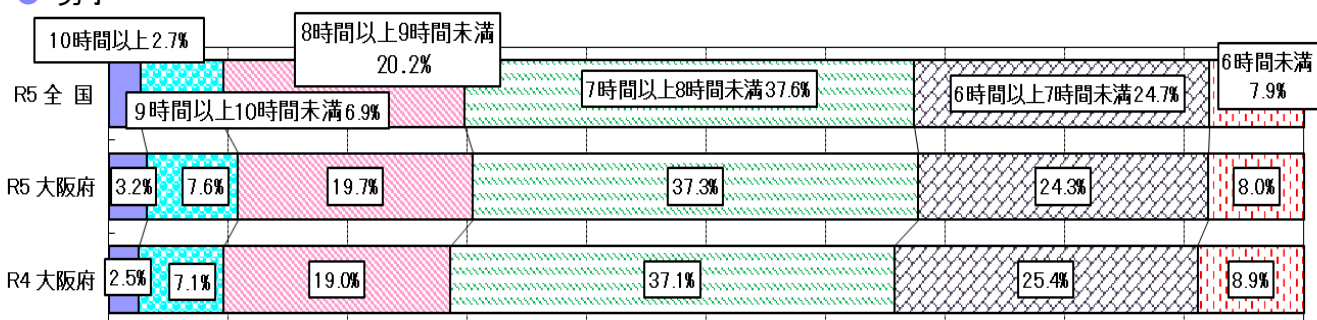 10時間以上2.7%
8時間以上9時間未満
20.2%
6時間未満
7.9%
R5 全 国
7時間以上8時間未満37.6%
6時間以上7時間未満24.7%
9時間以上10時間未満6.9%
R5 大阪府
3.2%
7.6%
19.7%
37.3%
24.3%
8.0%
R4 大阪府
2.5%
7.1%
19.0%
37.1%
25.4%
8.9%